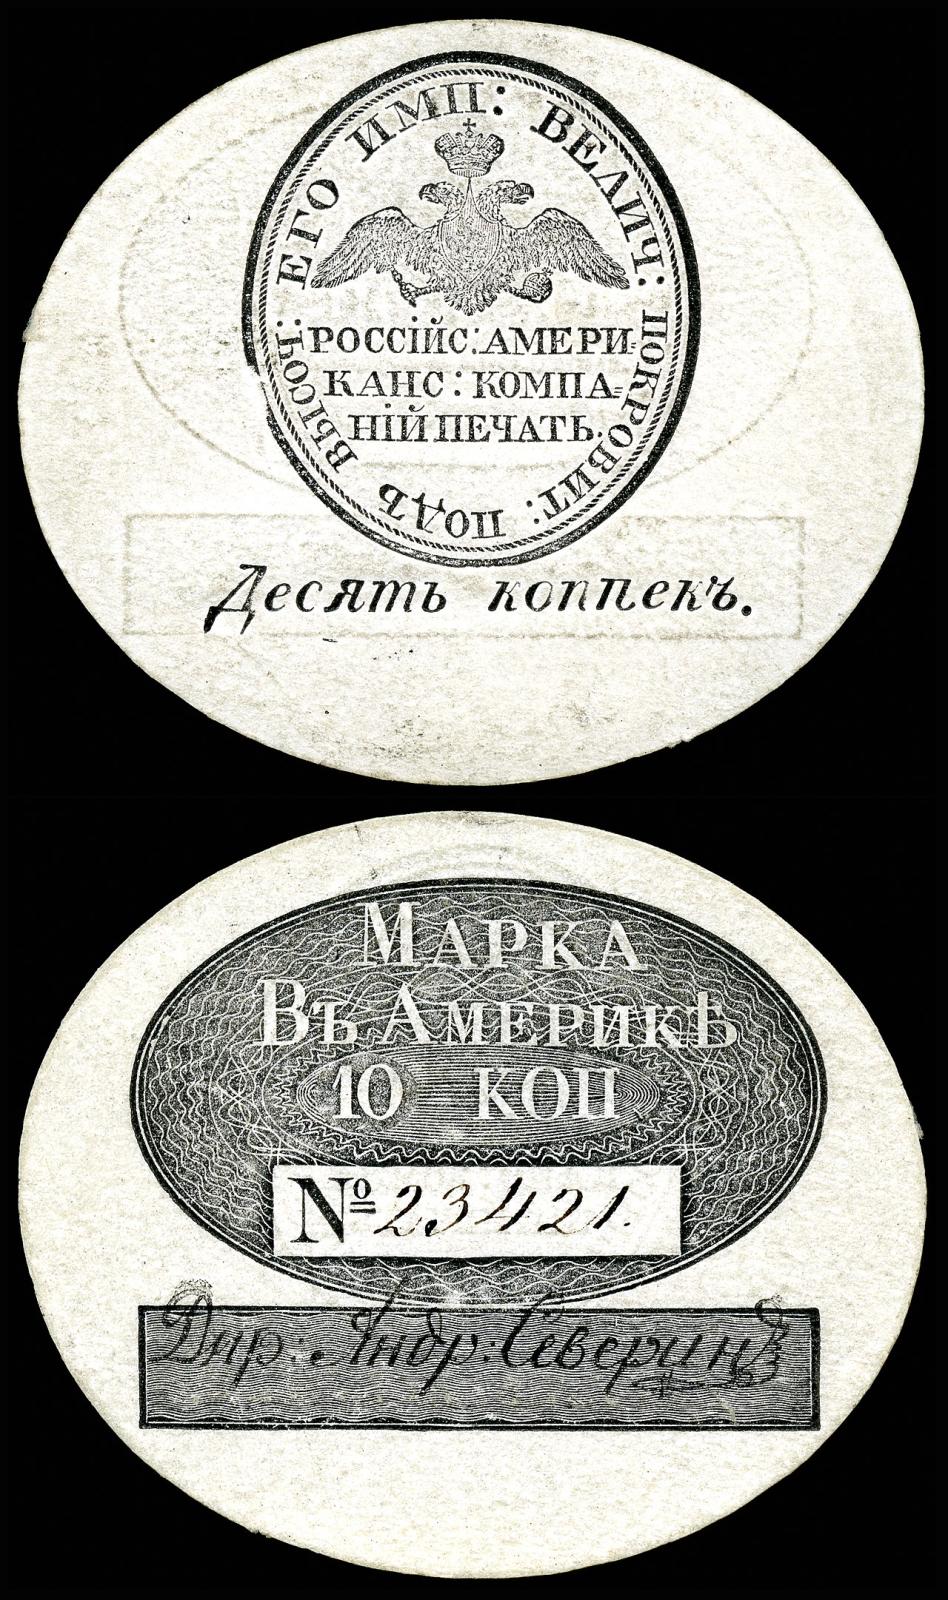 ПОДЪ ВЫСОЧ: ЕГО ИМП: ВЕЛИЧ: ПОКРОВИТ:
РОССІЙС: АМЕРИ=
КАНС: КОМПА=
НІЙ ПЕЧАТЬ.
Десять коппекъ.
МАРКА
ВЪ АМЕРИКѢ
10 КОП
№ 23421.
Дир: Андр: Северинъ